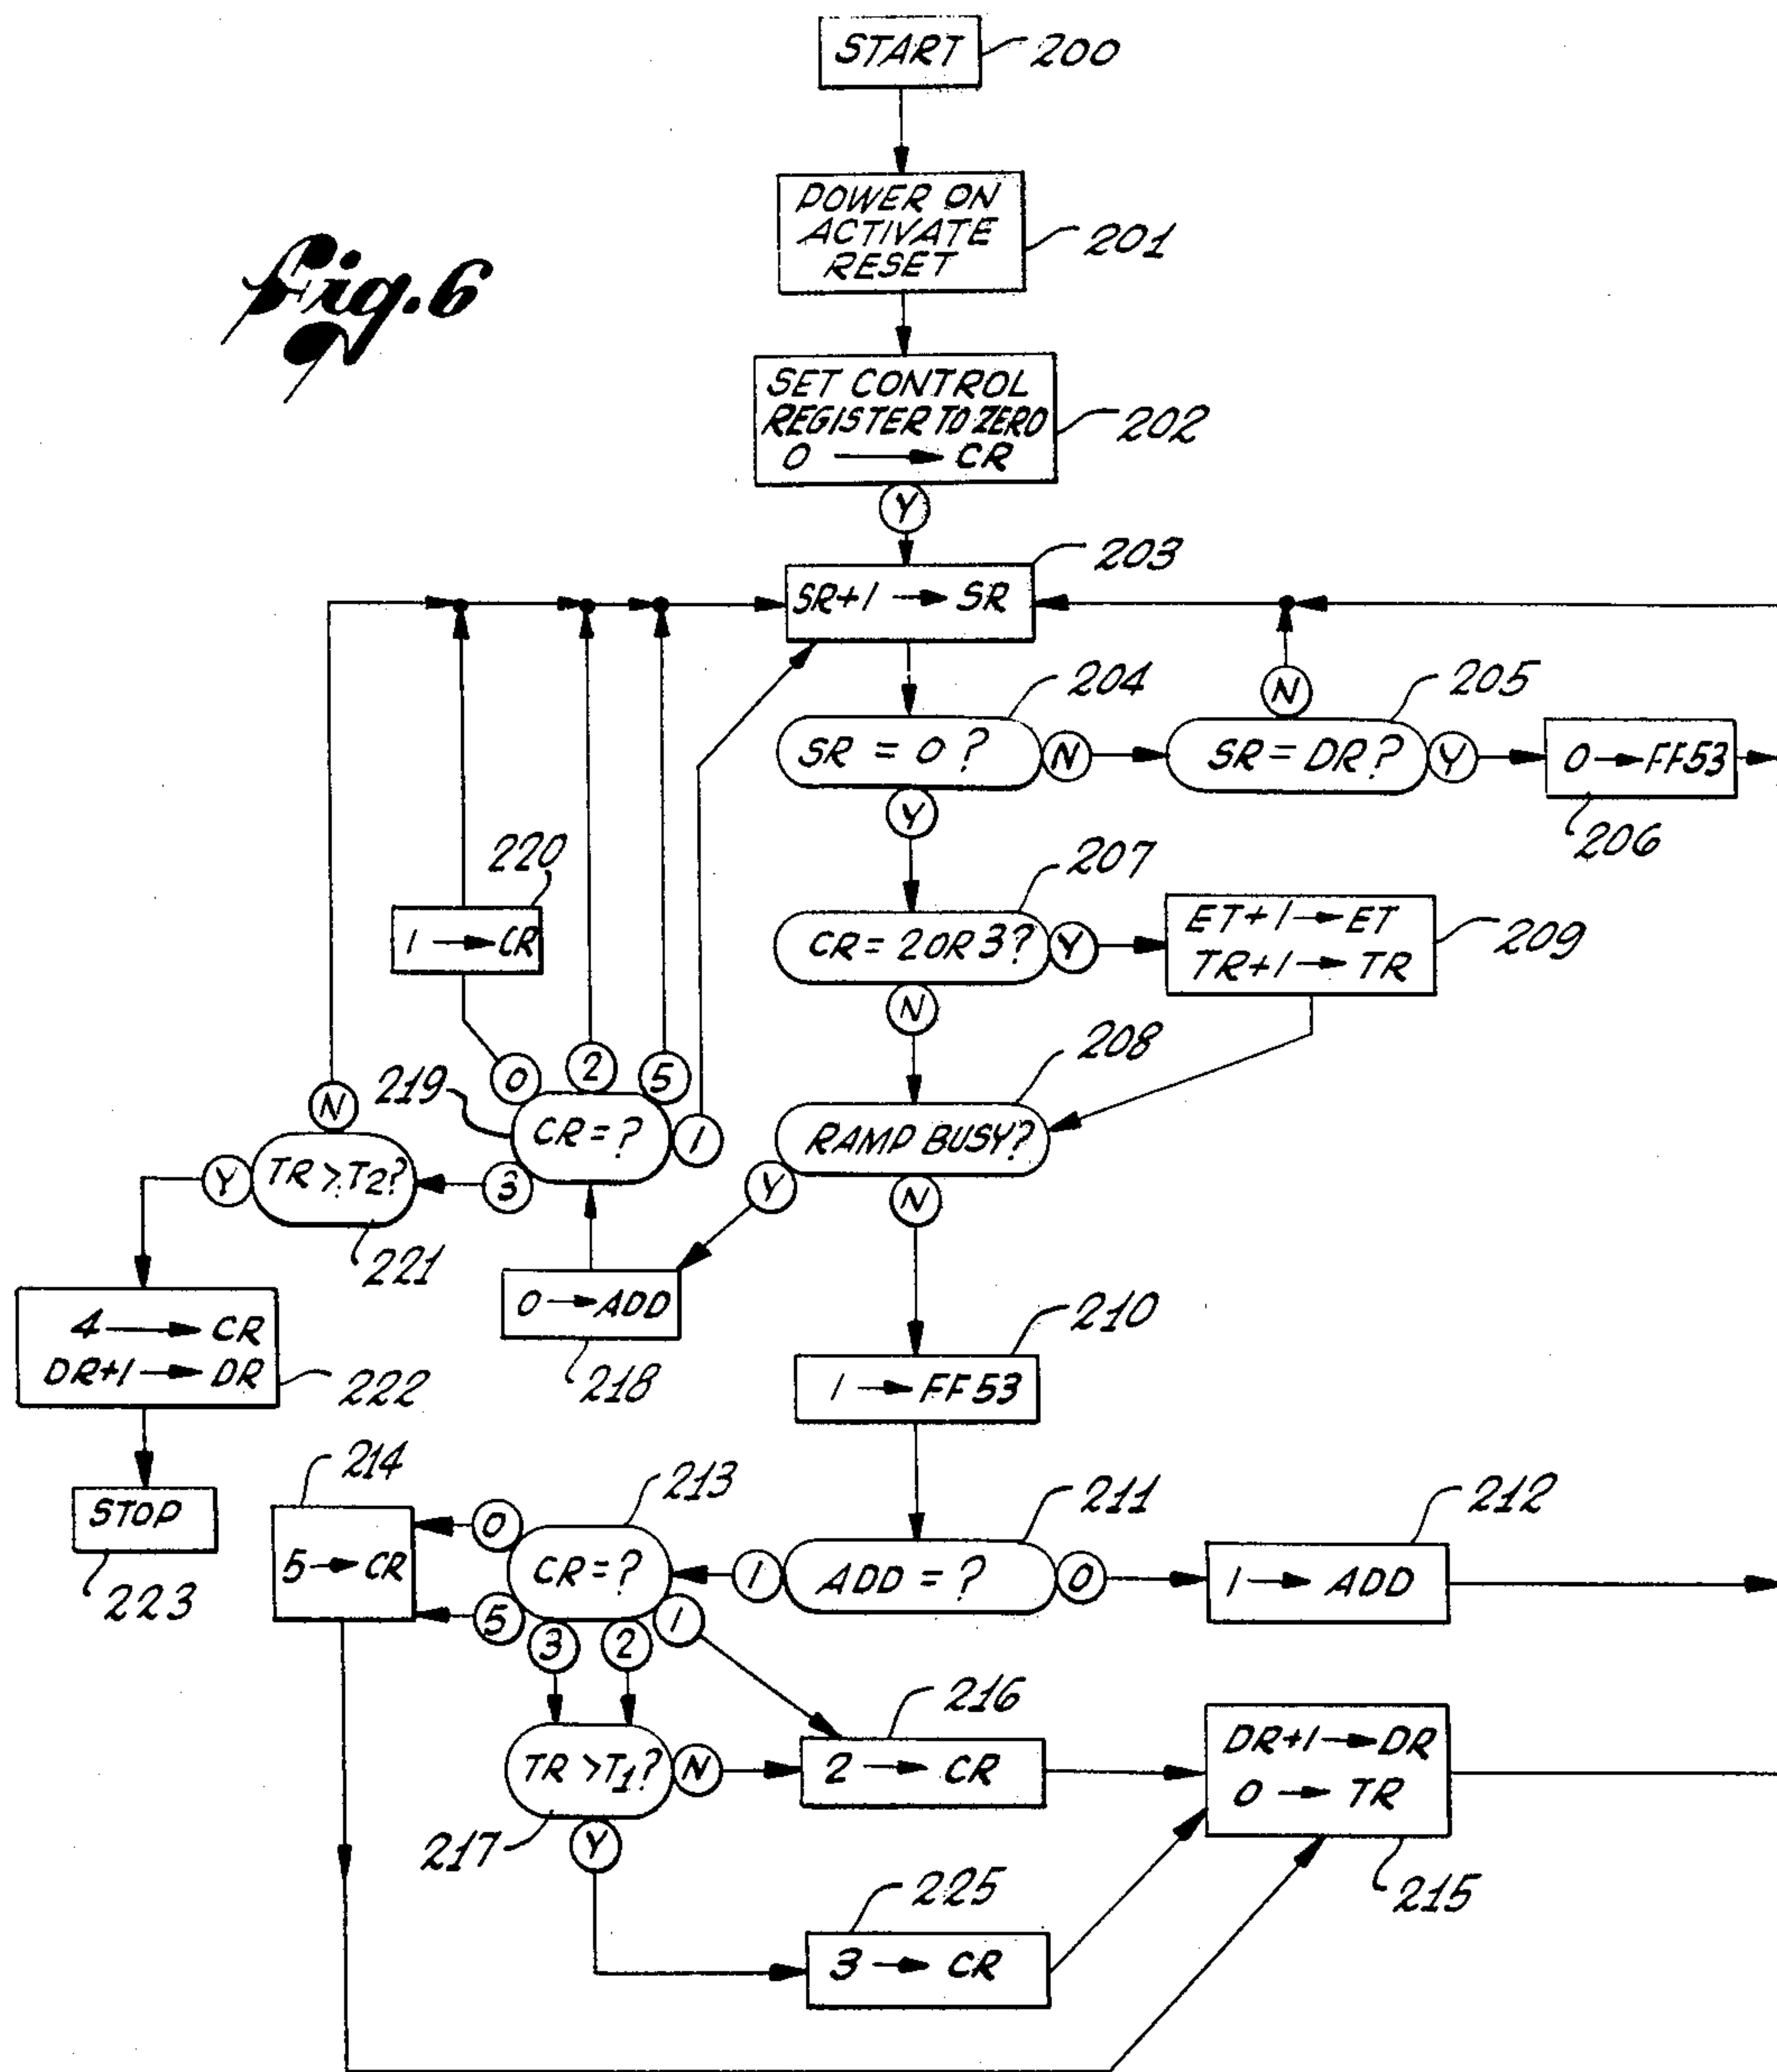 START
200
POWER ON
ACTIVATE
RESET
201
Fig.6
SET CONTROL
REGISTER TO ZERO
0 → CR
202
Y
203
SR+1 → SR
204
SR = 0 ?
N
N
205
SR = DR ?
Y
0 → FF53
206
Y
220
1 → CR
207
CR = 2 OR 3 ?
Y
ET+1 → ET
TR+1 → TR
209
N
208
0
2
5
219
CR = ?
1
3
RAMP BUSY?
Y
N
N
TR > T2?
Y
221
0 → ADD
218
4 → CR
DR+1 → DR
222
210
1 → FF53
STOP
223
214
5 → CR
213
0
CR = ?
5
3
2
1
211
1
ADD = ?
0
212
1 → ADD
TR > T1?
N
217
Y
216
2 → CR
DR+1 → DR
0 → TR
215
225
3 → CR